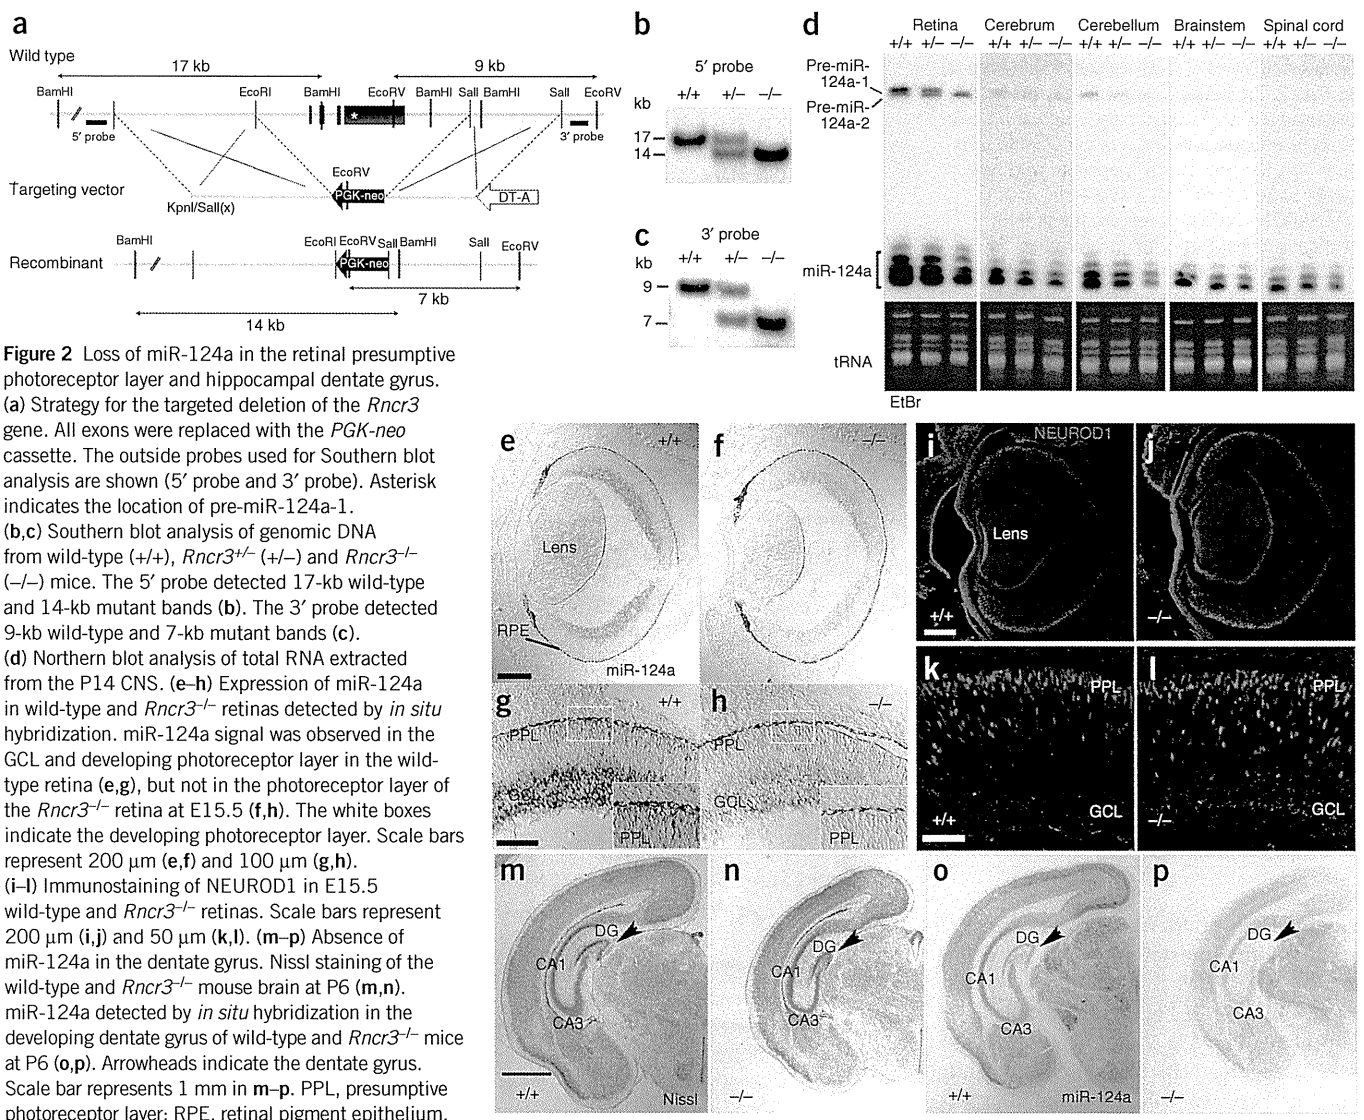 a
Wild type
17 kb
9 kb
BamHI
EcoRI
BamHI
EcoRV
BamHI
SalI
BamHI
SalI
EcoRV
*
5′ probe
3′ probe
EcoRV
Targeting vector
PGK-neo
DT-A
KpnI/SalI(x)
BamHI
EcoRI
EcoRV
SalI
BamHI
SalI
EcoRV
Recombinant
PGK-neo
7 kb
14 kb
b
5′ probe
kb
+/+ +/– –/–
17
14
c
3′ probe
kb
+/+ +/– –/–
9
7
d
Retina Cerebrum Cerebellum Brainstem Spinal cord
+/+ +/– –/– +/+ +/– –/– +/+ +/– –/– +/+ +/– –/– +/+ +/– –/–
Pre-miR-
124a-1
Pre-miR-
124a-2
miR-124a
tRNA
EtBr
Figure 2 Loss of miR-124a in the retinal presumptive
photoreceptor layer and hippocampal dentate gyrus.
(a) Strategy for the targeted deletion of the Rncr3
gene. All exons were replaced with the PGK-neo
cassette. The outside probes used for Southern blot
analysis are shown (5′ probe and 3′ probe). Asterisk
indicates the location of pre-miR-124a-1.
(b,c) Southern blot analysis of genomic DNA
from wild-type (+/+), Rncr3+/– (+/–) and Rncr3–/–
(–/–) mice. The 5′ probe detected 17-kb wild-type
and 14-kb mutant bands (b). The 3′ probe detected
9-kb wild-type and 7-kb mutant bands (c).
(d) Northern blot analysis of total RNA extracted
from the P14 CNS. (e–h) Expression of miR-124a
in wild-type and Rncr3–/– retinas detected by in situ
hybridization. miR-124a signal was observed in the
GCL and developing photoreceptor layer in the wild-
type retina (e,g), but not in the photoreceptor layer of
the Rncr3–/– retina at E15.5 (f,h). The white boxes
indicate the developing photoreceptor layer. Scale bars
represent 200 μm (e,f) and 100 μm (g,h).
(i–l) Immunostaining of NEUROD1 in E15.5
wild-type and Rncr3–/– retinas. Scale bars represent
200 μm (i,j) and 50 μm (k,l). (m–p) Absence of
miR-124a in the dentate gyrus. Nissl staining of the
wild-type and Rncr3–/– mouse brain at P6 (m,n).
miR-124a detected by in situ hybridization in the
developing dentate gyrus of wild-type and Rncr3–/– mice
at P6 (o,p). Arrowheads indicate the dentate gyrus.
Scale bar represents 1 mm in m–p. PPL, presumptive
photoreceptor layer; RPE, retinal pigment epithelium.
e
+/+
Lens
RPE
miR-124a
f
–/–
g
+/+
PPL
GCL
PPL
h
–/–
PPL
GCL
PPL
i
NEUROD1
Lens
+/+
j
–/–
k
PPL
GCL
+/+
l
PPL
GCL
–/–
m
DG
CA1
CA3
+/+
Nissl
n
DG
CA1
CA3
–/–
o
DG
CA1
CA3
+/+
miR-124a
p
DG
CA1
CA3
–/–